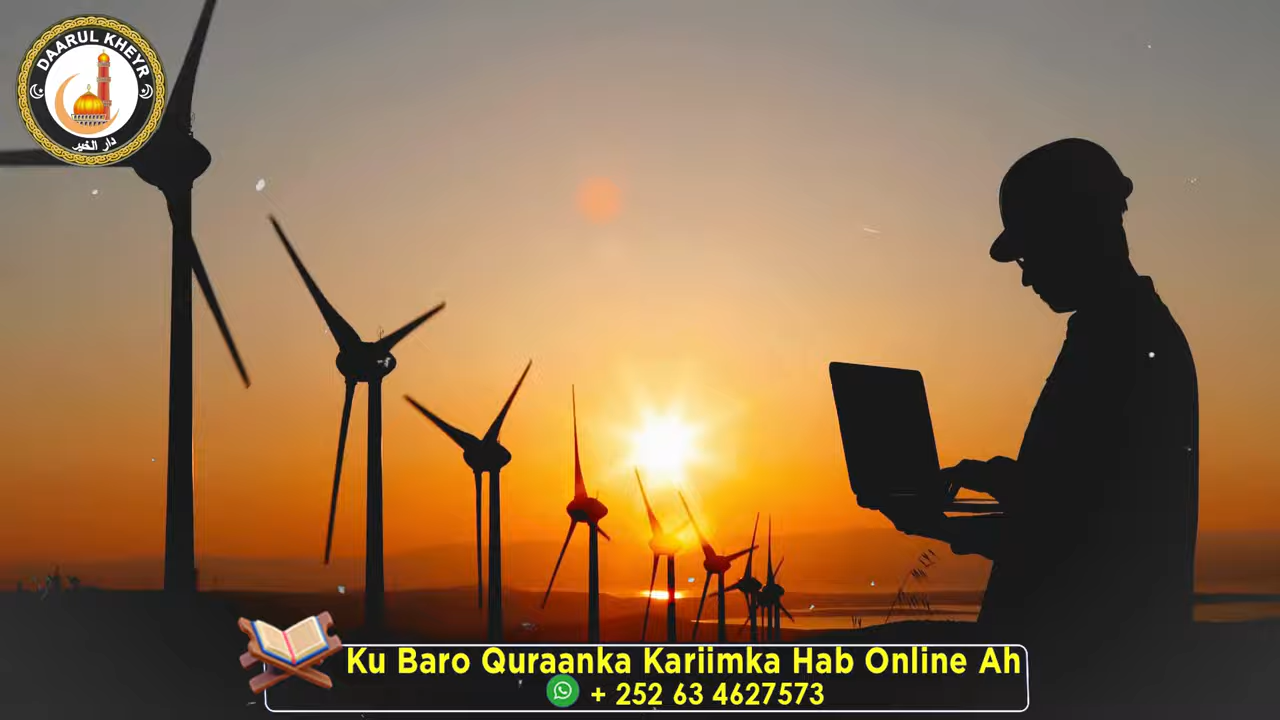 DAARUL KHEYR
دار الخير
Ku Baro Quraanka Kariimka Hab Online Ah
+ 252 63 4627573